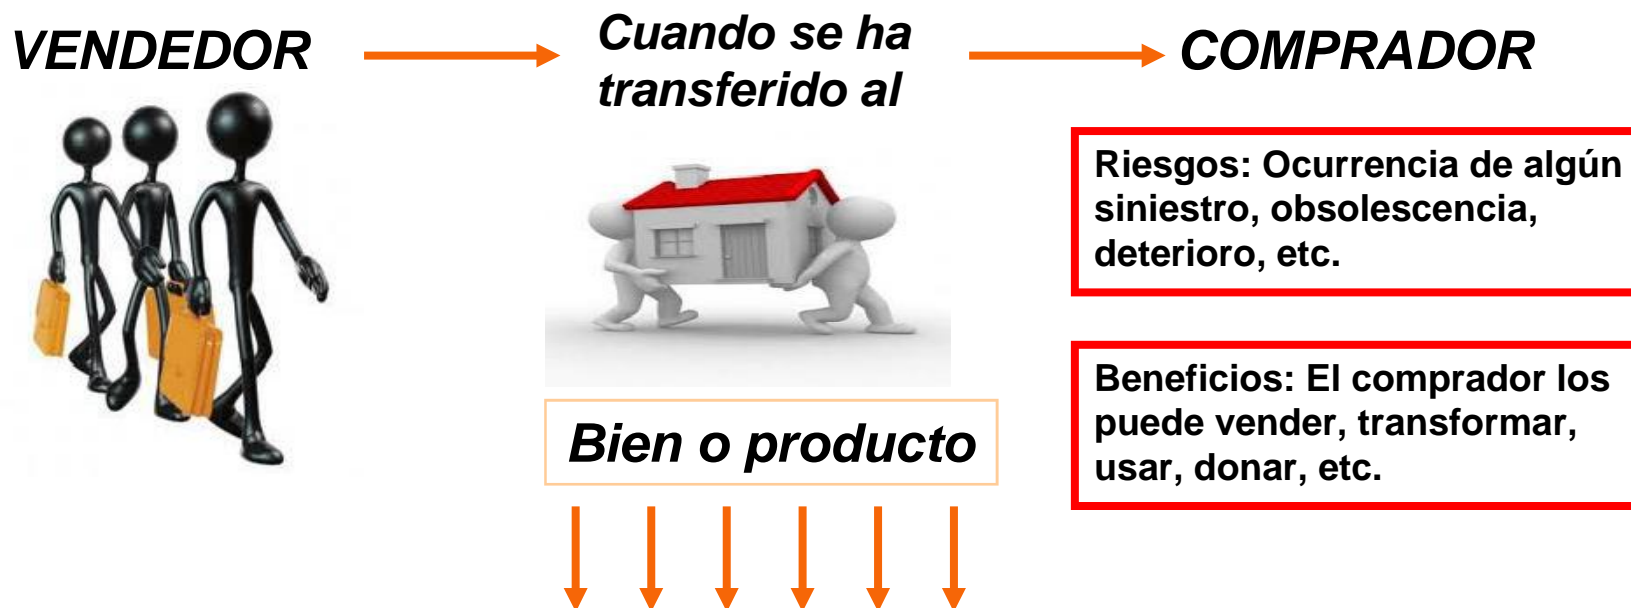 VENDEDOR
Cuando se ha
transferido al
COMPRADOR
Riesgos: Ocurrencia de algún
siniestro, obsolescencia,
deterioro, etc.
Beneficios: El comprador los
puede vender, transformar,
usar, donar, etc.
Bien o producto